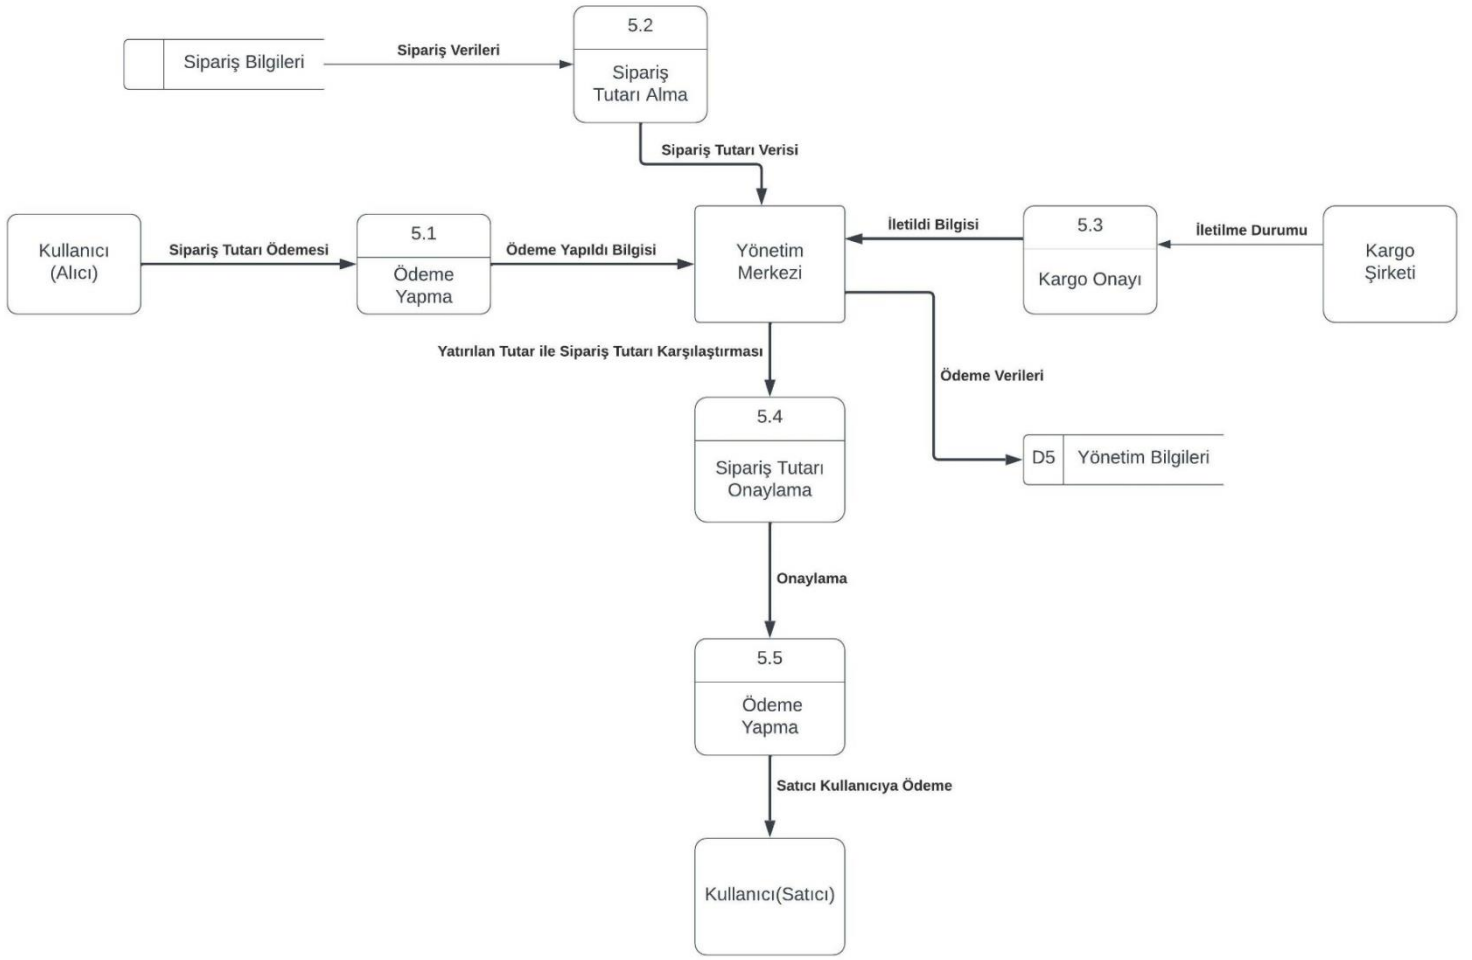 5.2
Sipariş Verileri
Sipariş Bilgileri
Sipariş
Tutarı Alma
Sipariş Tutarı Verisi
Kullanıcı
(Alıcı)
Sipariş Tutarı Ödemesi
5.1
Ödeme
Yapma
Ödeme Yapıldı Bilgisi
Yönetim
Merkezi
İletildi Bilgisi
5.3
Kargo Onayı
İletilme Durumu
Kargo
Şirketi
Yatırılan Tutar ile Sipariş Tutarı Karşılaştırması
Ödeme Verileri
5.4
Sipariş Tutarı
Onaylama
D5
Yönetim Bilgileri
Onaylama
5.5
Ödeme
Yapma
Satıcı Kullanıcıya Ödeme
Kullanıcı(Satıcı)